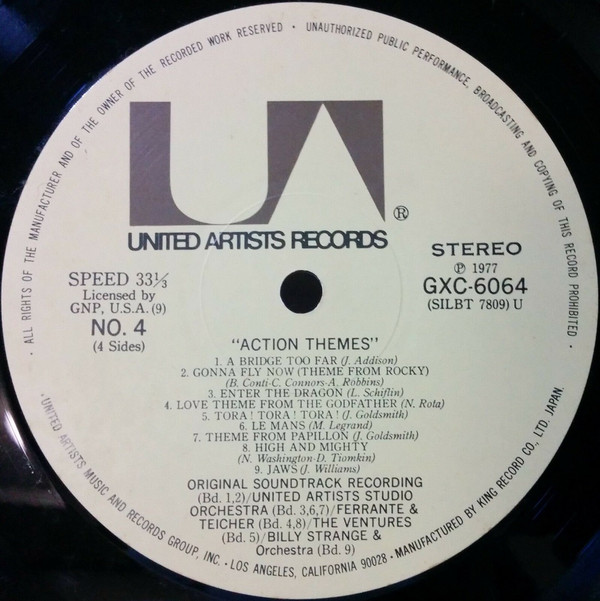 · ALL RIGHTS OF THE MANUFACTURER AND OF THE OWNER OF THE RECORDED WORK RESERVED · UNAUTHORIZED PUBLIC PERFORMANCE, BROADCASTING AND COPYING OF THIS RECORD PROHIBITED ·
UA ®
UNITED ARTISTS RECORDS
SPEED 33⅓
Licensed by
GNP, U.S.A. (9)
NO. 4
(4 Sides)
STEREO
Ⓟ 1977
GXC-6064
(SILBT 7809) U
"ACTION THEMES"
1. A BRIDGE TOO FAR (J. Addison)
2. GONNA FLY NOW (THEME FROM ROCKY)
(B. Conti-C. Connors-A. Robbins)
3. ENTER THE DRAGON (L. Schiflin)
4. LOVE THEME FROM THE GODFATHER (N. Rota)
5. TORA! TORA! TORA! (J. Goldsmith)
6. LE MANS (M. Legrand)
7. THEME FROM PAPILLON (J. Goldsmith)
8. HIGH AND MIGHTY
(N. Washington-D. Tiomkin)
9. JAWS (J. Williams)
ORIGINAL SOUNDTRACK RECORDING
(Bd. 1,2)/UNITED ARTISTS STUDIO
ORCHESTRA (Bd. 3,6,7)/FERRANTE &
TEICHER (Bd. 4,8)/THE VENTURES
(Bd. 5)/BILLY STRANGE &
Orchestra (Bd. 9)
·UNITED ARTISTS MUSIC AND RECORDS GROUP, INC. · LOS ANGELES, CALIFORNIA 90028 · MANUFACTURED BY KING RECORD CO., LTD. JAPAN.